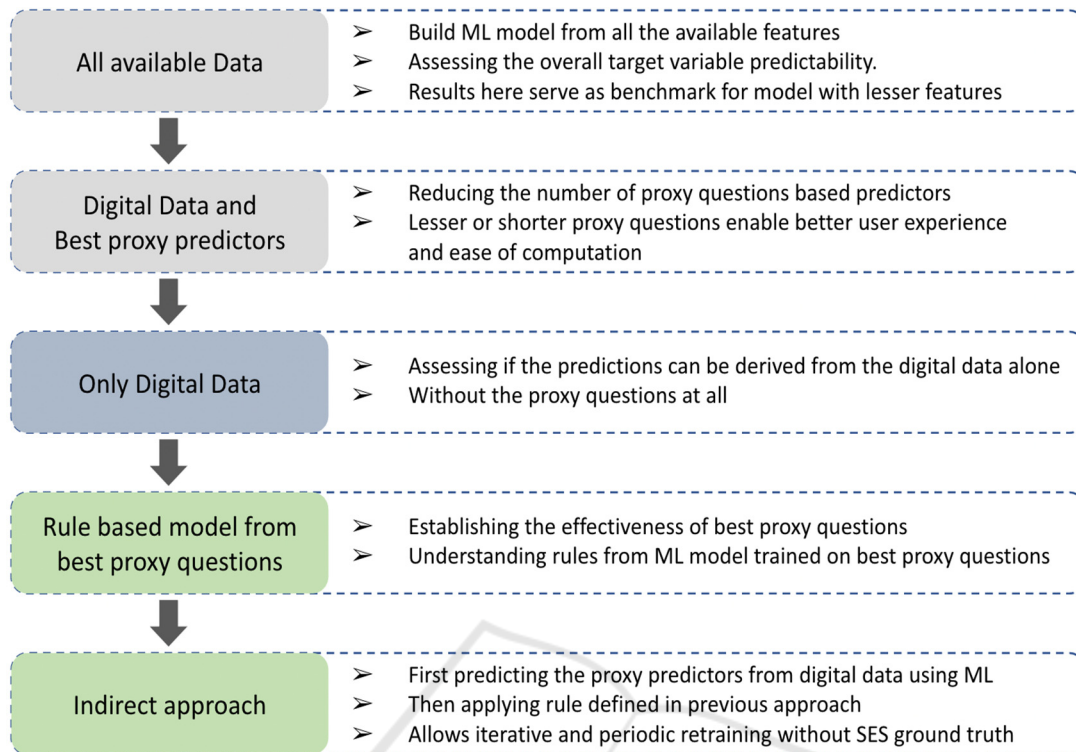 All available Data
➢ Build ML model from all the available features
➢ Assessing the overall target variable predictability.
➢ Results here serve as benchmark for model with lesser features
Digital Data and
Best proxy predictors
➢ Reducing the number of proxy questions based predictors
➢ Lesser or shorter proxy questions enable better user experience
and ease of computation
Only Digital Data
➢ Assessing if the predictions can be derived from the digital data alone
➢ Without the proxy questions at all
Rule based model from
best proxy questions
➢ Establishing the effectiveness of best proxy questions
➢ Understanding rules from ML model trained on best proxy questions
Indirect approach
➢ First predicting the proxy predictors from digital data using ML
➢ Then applying rule defined in previous approach
➢ Allows iterative and periodic retraining without SES ground truth